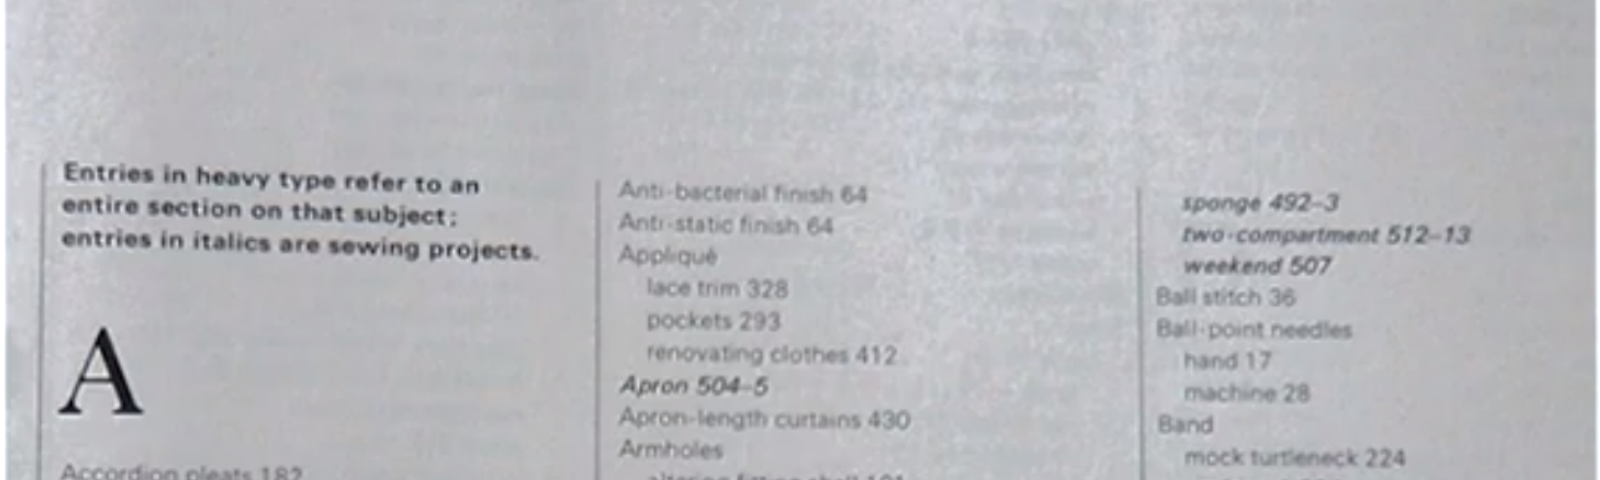 Entries in heavy type refer to an
entire section on that subject;
entries in italics are sewing projects.
A
Accordion pleats 182
Anti-bacterial finish 64
Anti-static finish 64
Appliqué
lace trim 328
pockets 293
renovating clothes 412
Apron 504–5
Apron-length curtains 430
Armholes
sponge 492–3
two-compartment 512–13
weekend 507
Ball stitch 36
Ball-point needles
hand 17
machine 28
Band
mock turtleneck 224